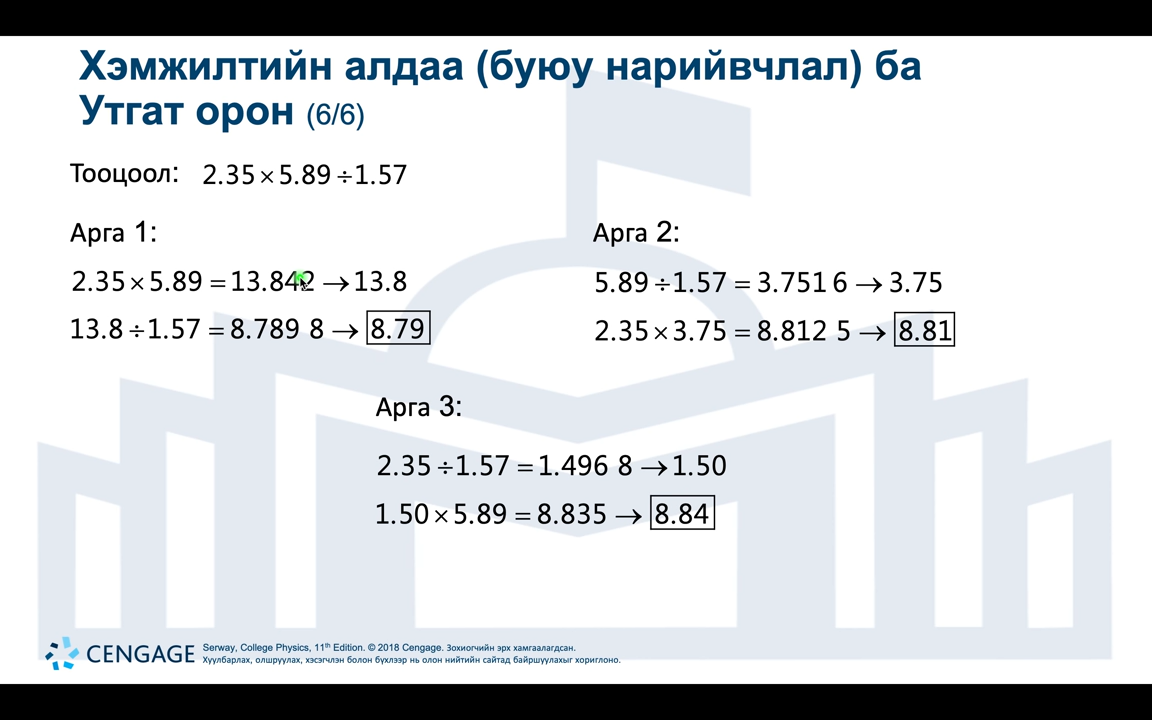 Хэмжилтийн алдаа (буюу нарийвчлал) ба
Утгат орон (6/6)
Тооцоол: 2.35×5.89÷1.57
Арга 1:
2.35×5.89=13.842→13.8
13.8÷1.57=8.789 8→ 8.79
Арга 2:
5.89÷1.57=3.751 6→3.75
2.35×3.75=8.812 5→ 8.81
Арга 3:
2.35÷1.57=1.496 8→1.50
1.50×5.89=8.835→ 8.84
CENGAGE
Serway, College Physics, 11th Edition. © 2018 Cengage. Зохиогчийн эрх хамгаалагдсан.
Хуулбарлах, олшруулах, хэсэгчлэн болон бүхлээр нь олон нийтийн сайтад байршуулахыг хориглоно.